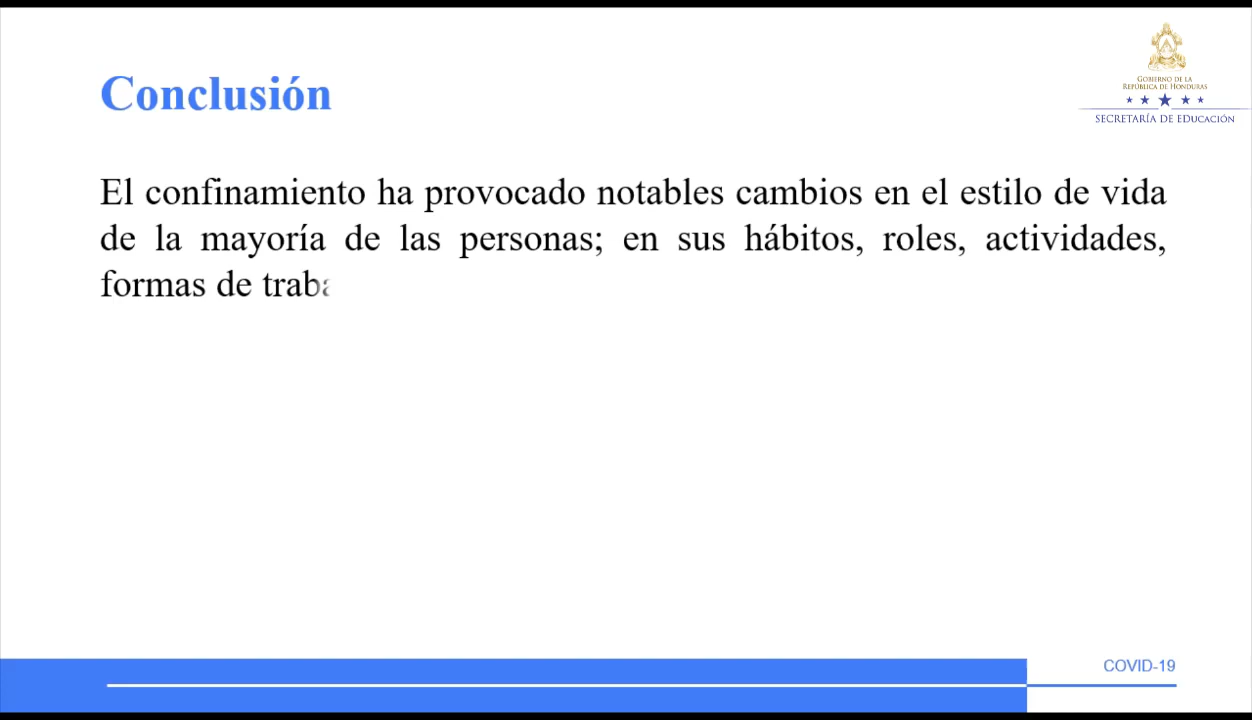 GOBIERNO DE LA
REPÚBLICA DE HONDURAS
SECRETARÍA DE EDUCACIÓN
Conclusión
El confinamiento ha provocado notables cambios en el estilo de vida
de la mayoría de las personas; en sus hábitos, roles, actividades,
formas de traba
COVID-19